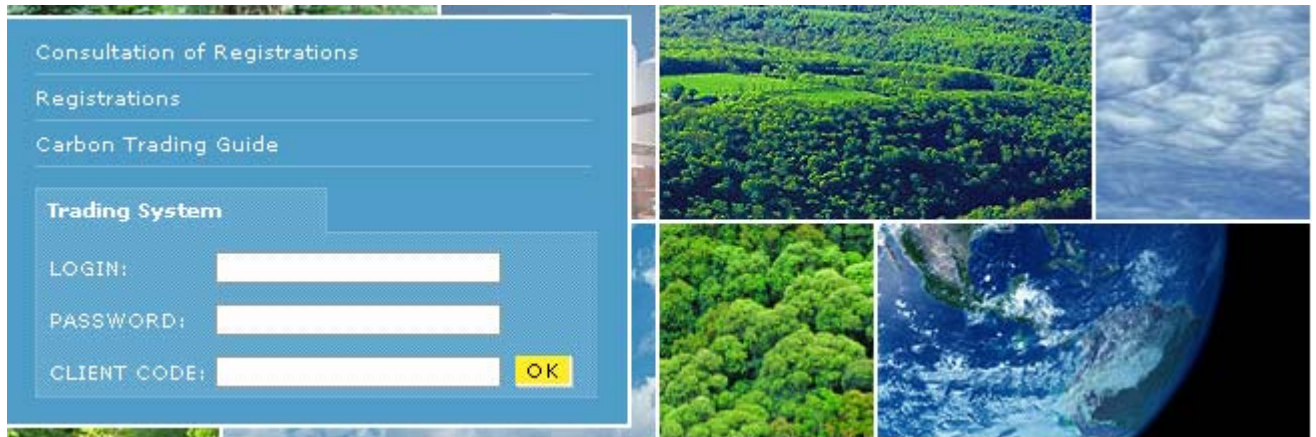 Consultation of Registrations
Registrations
Carbon Trading Guide
Trading System
LOGIN:
PASSWORD:
CLIENT CODE: OK